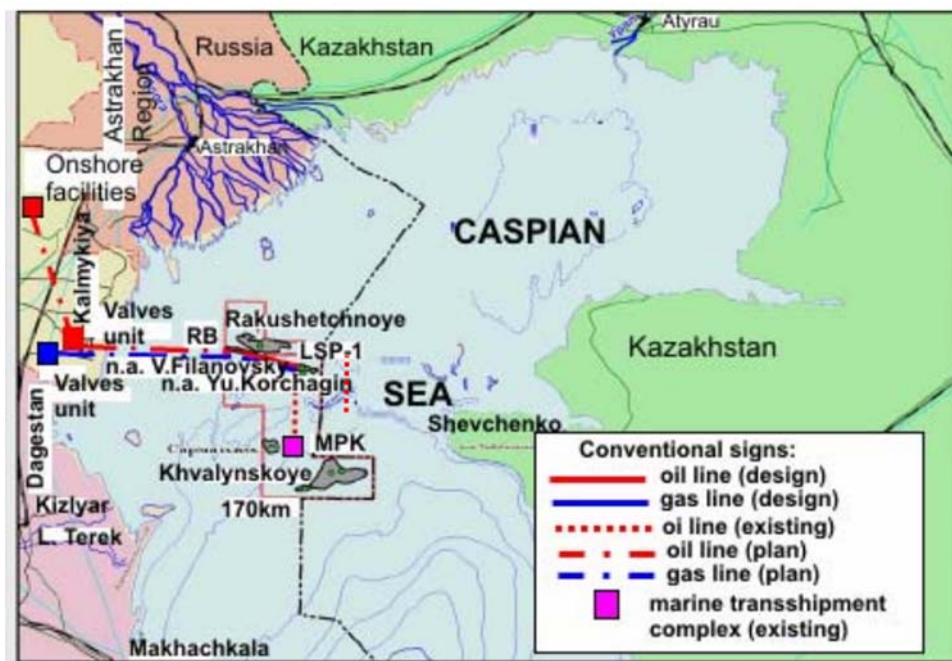 Atyrau
Russia
Kazakhstan
Astrakhan
Region
Astrakhan
Onshore
facilities
Kalmykiya
CASPIAN
Valves
unit
RB
Rakushetchnoye
LSP-1
n.a. V.Filanovsky
n.a. Yu.Korchagin
Valves
unit
Kazakhstan
SEA
Shevchenko
Dagestan
MPK
Khvalynskoye
170km
Kizlyar
L. Terek
Makhachkala
Conventional signs:
oil line (design)
gas line (design)
oi line (existing)
oil line (plan)
gas line (plan)
marine transshipment
complex (existing)